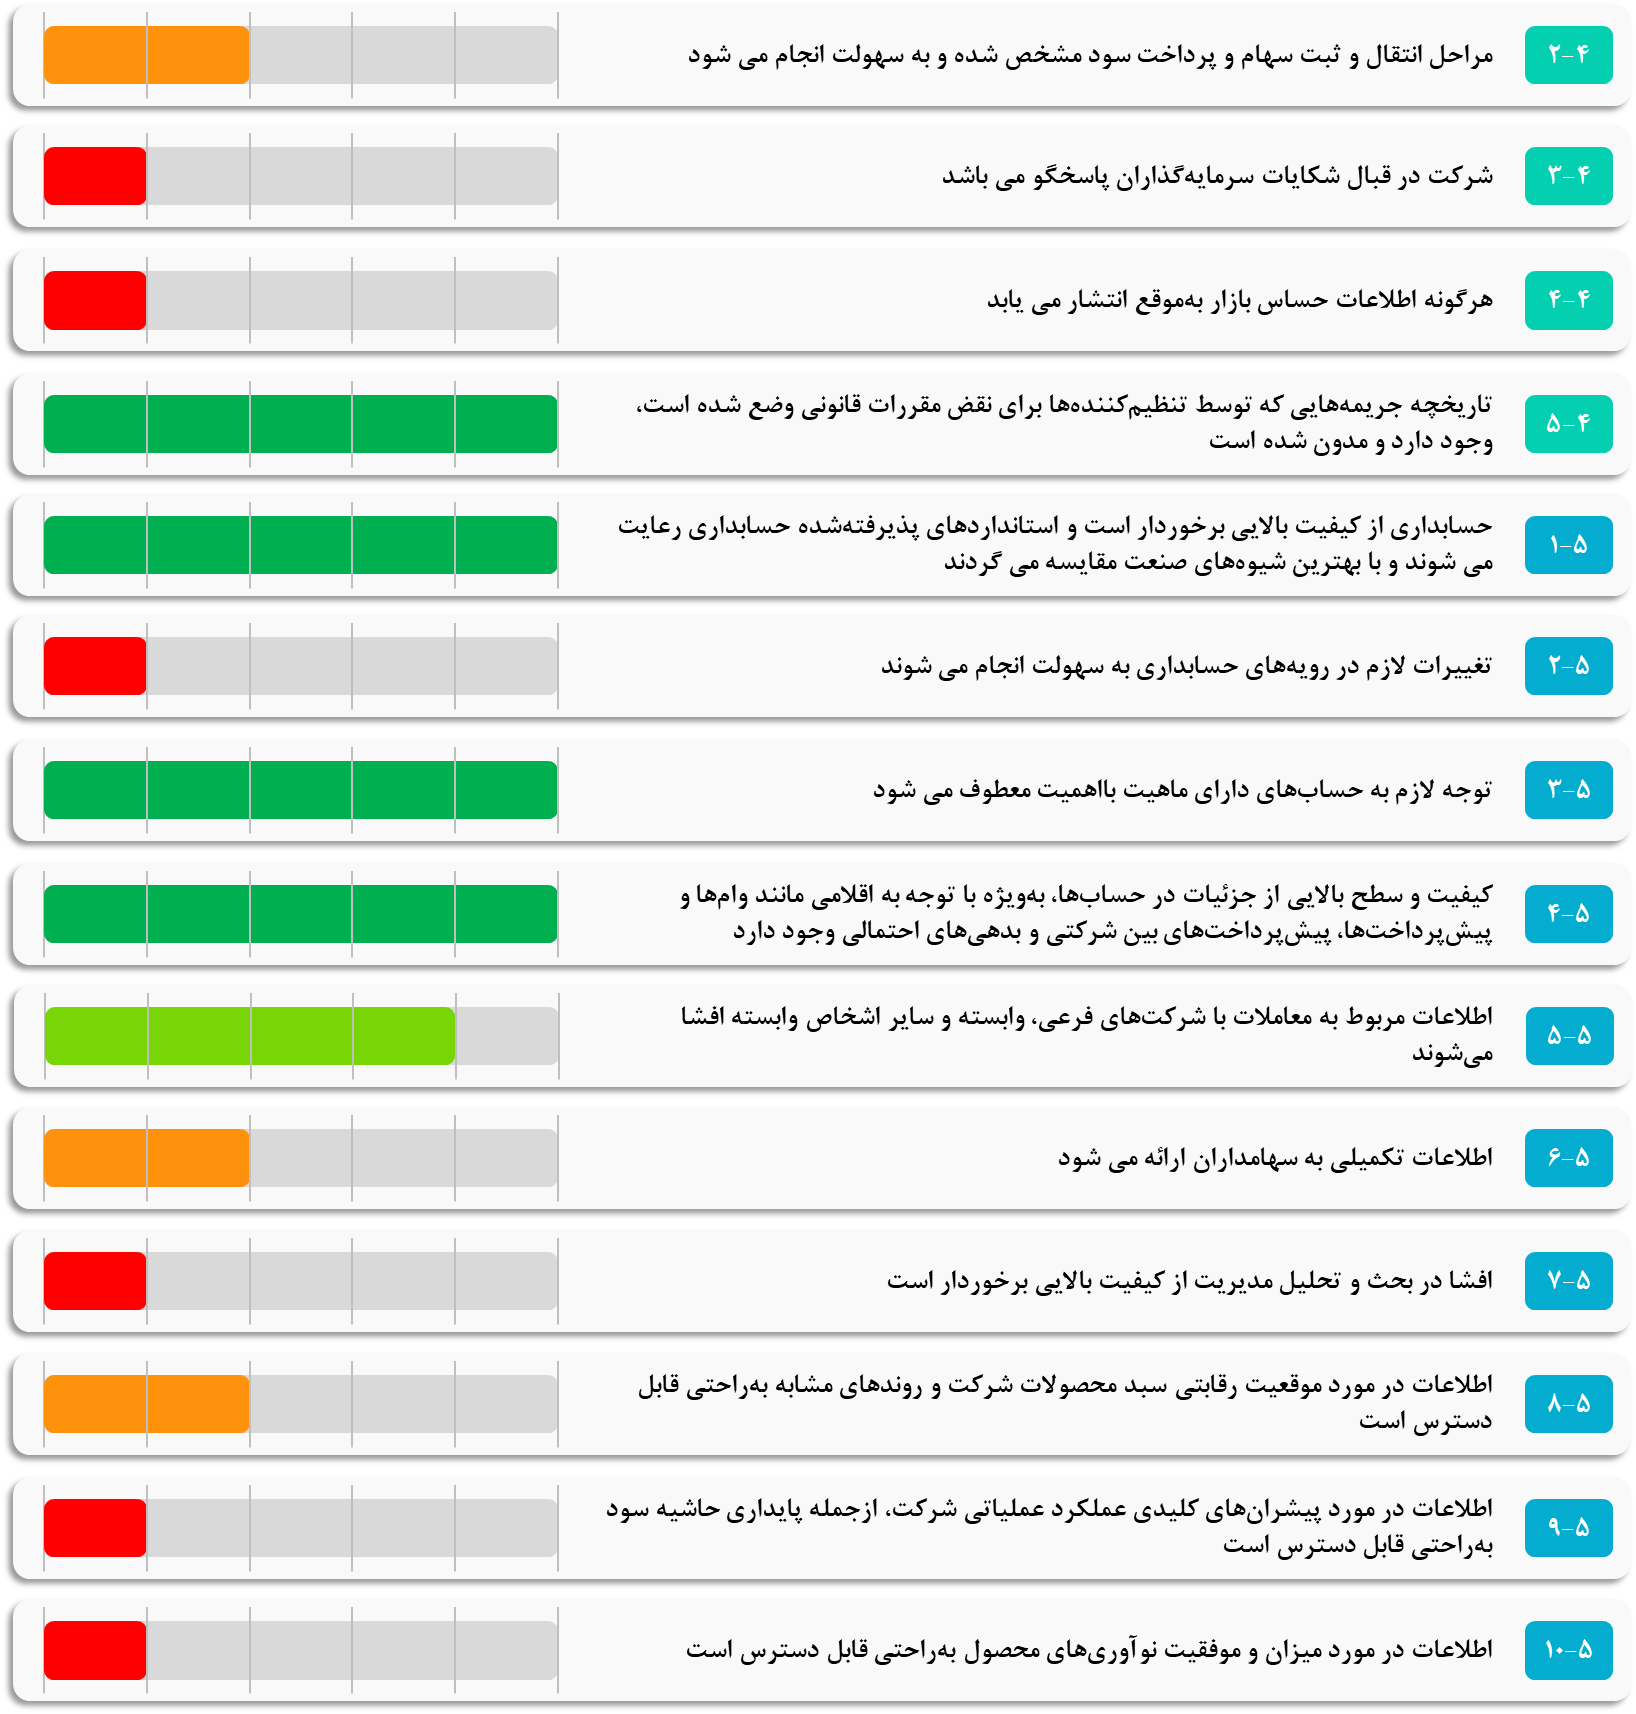 ۲-۴ مراحل انتقال و ثبت سهام و پرداخت سود مشخص شده و به سهولت انجام می شود
۳-۴ شرکت در قبال شکایات سرمایه‌گذاران پاسخگو می باشد
۴-۴ هرگونه اطلاعات حساس بازار به‌موقع انتشار می یابد
۵-۴ تاریخچه جریمه‌هایی که توسط تنظیم‌کننده‌ها برای نقض مقررات قانونی وضع شده است،
وجود دارد و مدون شده است
۱-۵ حسابداری از کیفیت بالایی برخوردار است و استانداردهای پذیرفته‌شده حسابداری رعایت
می شوند و با بهترین شیوه‌های صنعت مقایسه می گردند
۲-۵ تغییرات لازم در رویه‌های حسابداری به سهولت انجام می شوند
۳-۵ توجه لازم به حساب‌های دارای ماهیت بااهمیت معطوف می شود
۴-۵ کیفیت و سطح بالایی از جزئیات در حساب‌ها، به‌ویژه با توجه به اقلامی مانند وام‌ها و
پیش‌پرداخت‌ها، پیش‌پرداخت‌های بین شرکتی و بدهی‌های احتمالی وجود دارد
۵-۵ اطلاعات مربوط به معاملات با شرکت‌های فرعی، وابسته و سایر اشخاص وابسته افشا
می‌شوند
۶-۵ اطلاعات تکمیلی به سهامداران ارائه می شود
۷-۵ افشا در بحث و تحلیل مدیریت از کیفیت بالایی برخوردار است
۸-۵ اطلاعات در مورد موقعیت رقابتی سبد محصولات شرکت و روندهای مشابه به‌راحتی قابل
دسترس است
۹-۵ اطلاعات در مورد پیشران‌های کلیدی عملکرد عملیاتی شرکت، ازجمله پایداری حاشیه سود
به‌راحتی قابل دسترس است
۱۰-۵ اطلاعات در مورد میزان و موفقیت نوآوری‌های محصول به‌راحتی قابل دسترس است